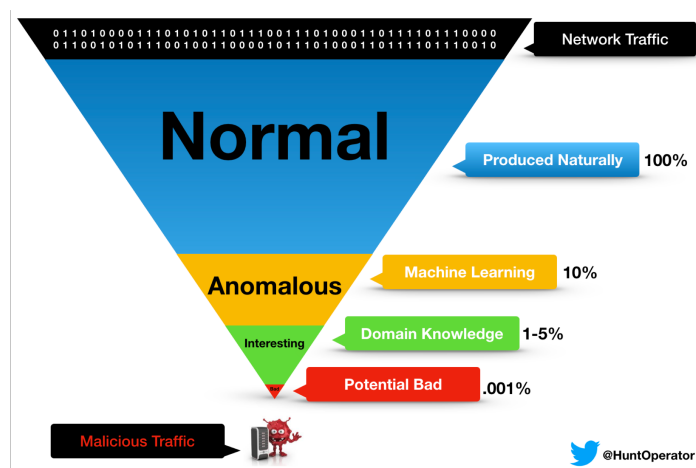 0 1 1 0 1 0 0 0 0 1 1 1 0 1 0 1 0 1 1 0 1 1 1 0 0 1 1 1 0 1 0 0 0 1 1 0 1 1 1 1 0 1 1 1 0 0 0 0
0 1 1 0 0 1 0 1 0 1 1 1 0 0 1 0 0 1 1 0 0 0 0 1 0 1 1 1 0 1 0 0 0 1 1 0 1 1 1 1 0 1 1 1 0 0 1 0
Network Traffic
Normal
Produced Naturally 100%
Anomalous
Machine Learning 10%
Interesting
Domain Knowledge 1-5%
Bad
Potential Bad .001%
Malicious Traffic
@HuntOperator